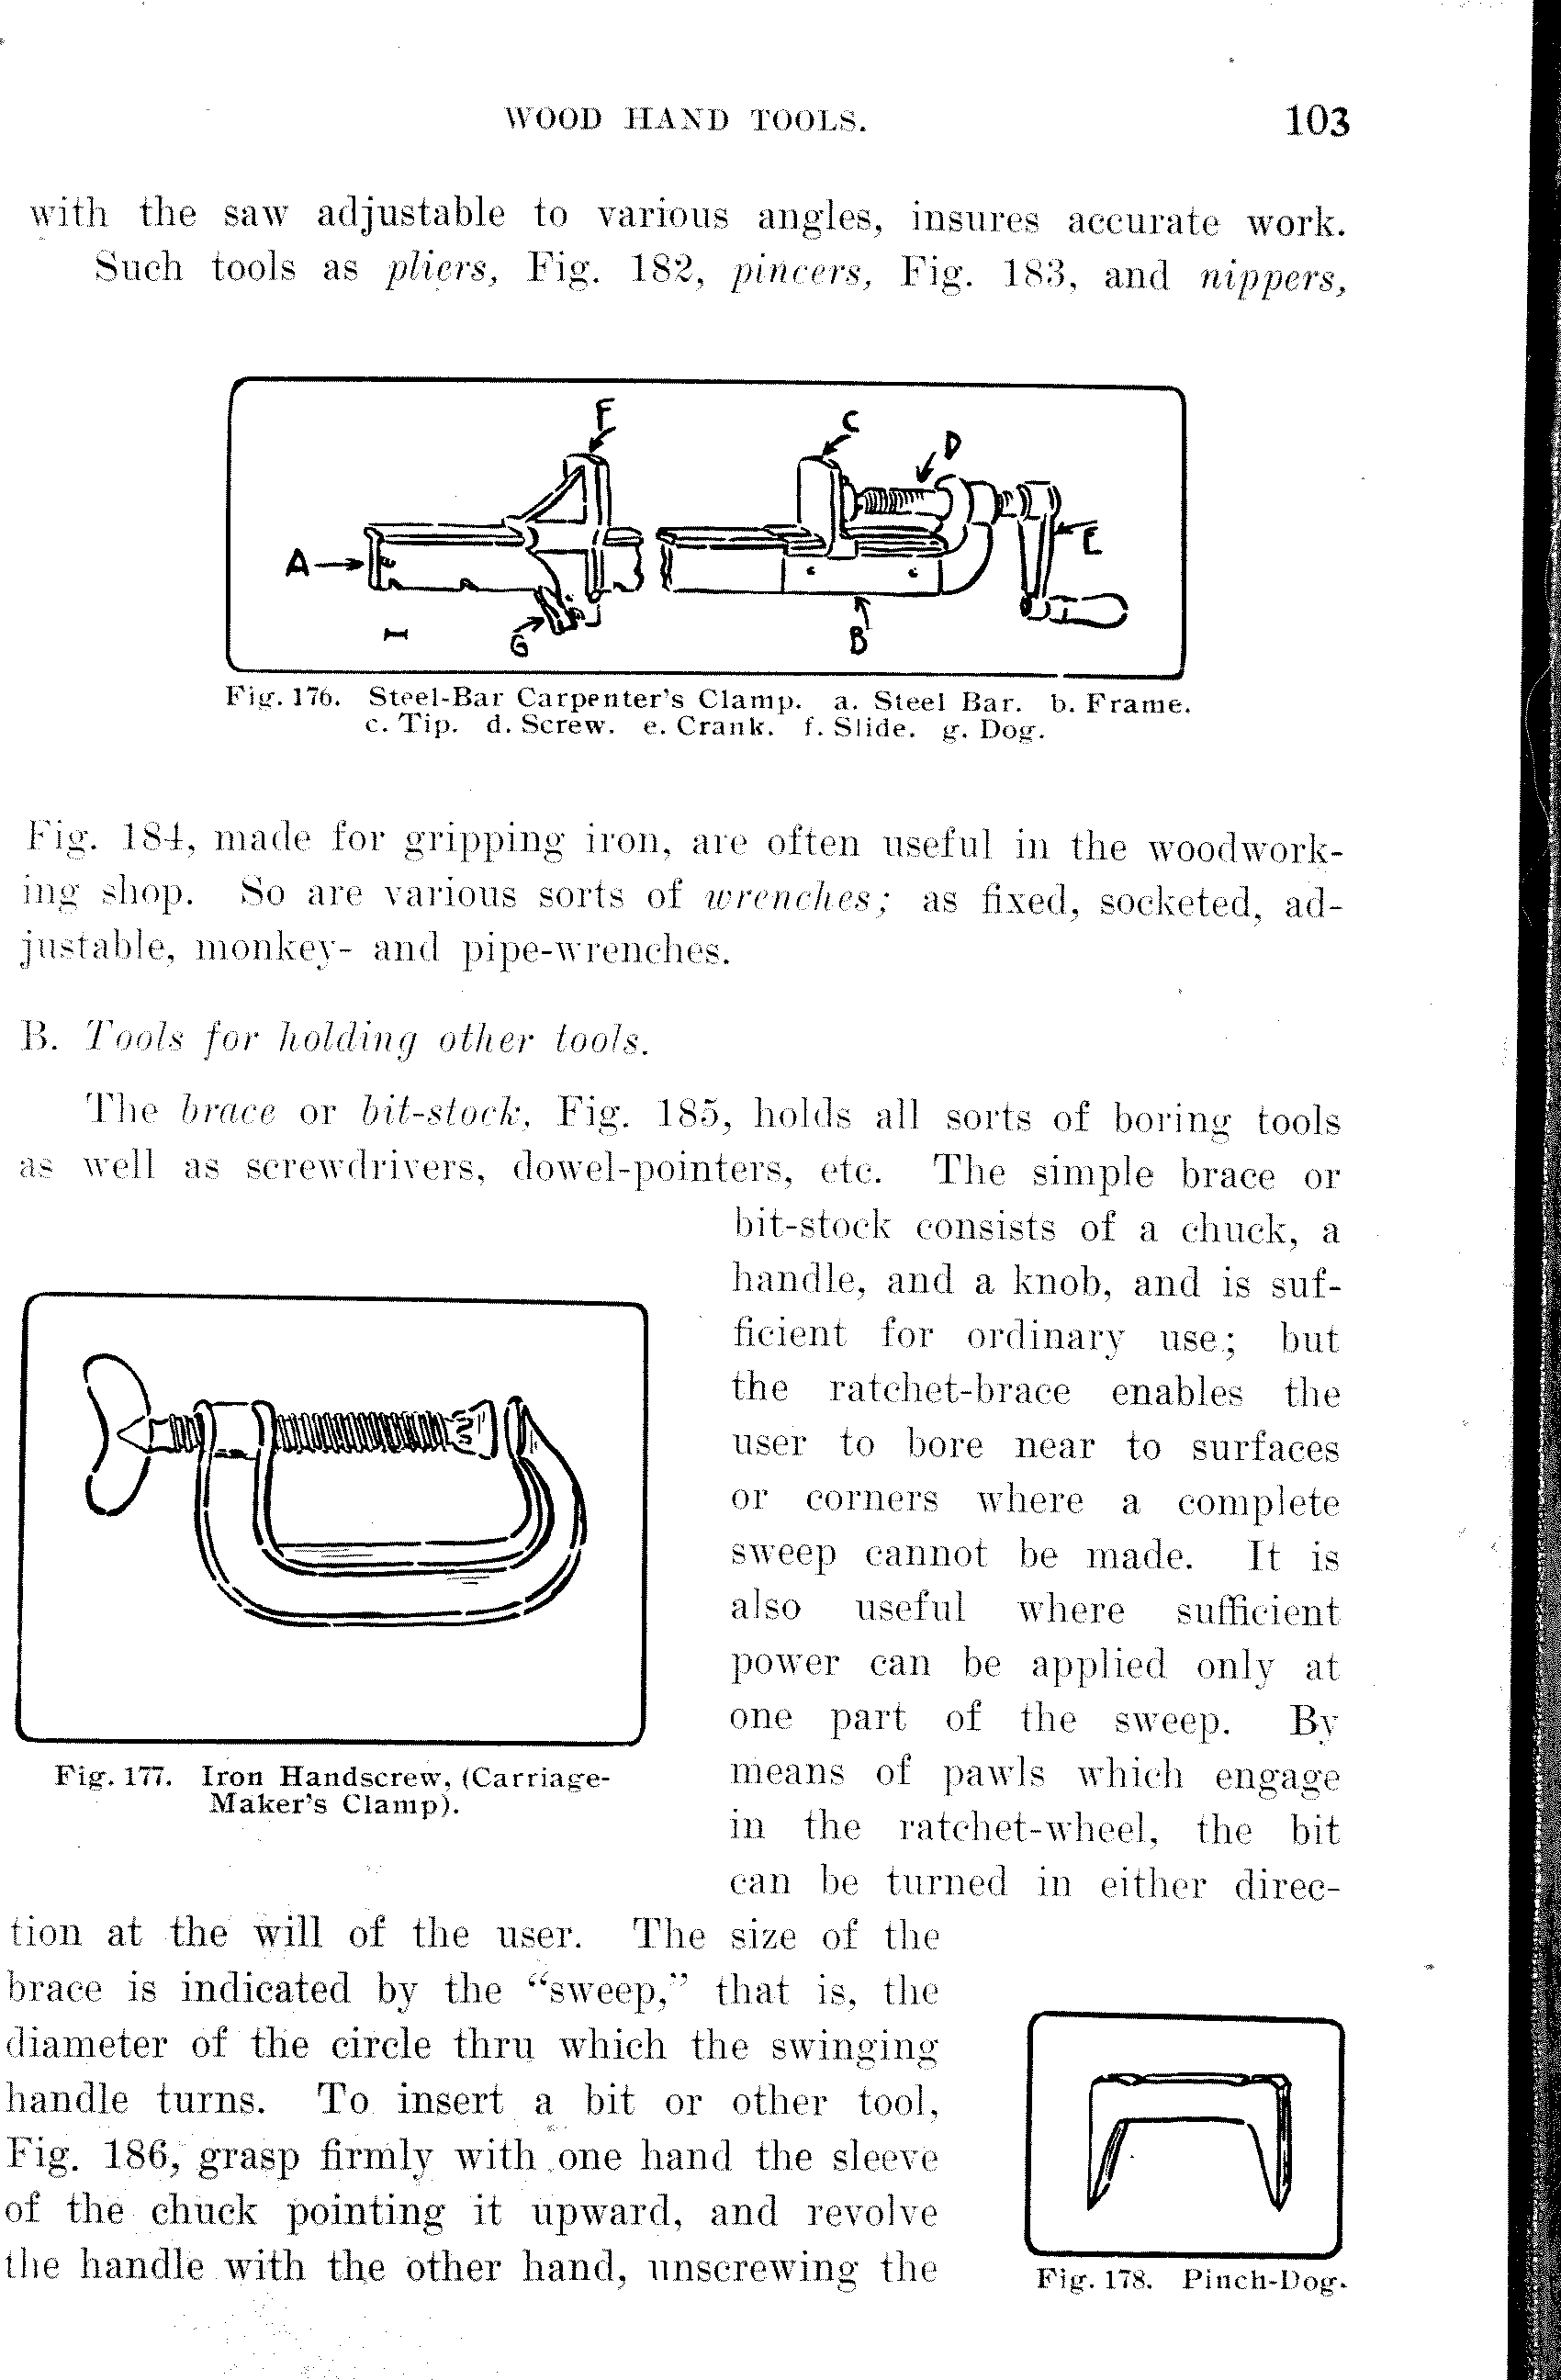 WOOD HAND TOOLS. 103
with the saw adjustable to various angles, insures accurate work.
Such tools as pliers, Fig. 182, pincers, Fig. 183, and nippers,
F
C
D
A
E
G
B
Fig. 176. Steel-Bar Carpenter's Clamp. a. Steel Bar. b. Frame.
c. Tip. d. Screw. e. Crank. f. Slide. g. Dog.
Fig. 184, made for gripping iron, are often useful in the woodwork-
ing shop. So are various sorts of wrenches; as fixed, socketed, ad-
justable, monkey- and pipe-wrenches.
B. Tools for holding other tools.
The brace or bit-stock, Fig. 185, holds all sorts of boring tools
as well as screwdrivers, dowel-pointers, etc. The simple brace or
bit-stock consists of a chuck, a
handle, and a knob, and is suf-
ficient for ordinary use; but
the ratchet-brace enables the
user to bore near to surfaces
or corners where a complete
sweep cannot be made. It is
also useful where sufficient
power can be applied only at
one part of the sweep. By
means of pawls which engage
in the ratchet-wheel, the bit
can be turned in either direc-
Fig. 177. Iron Handscrew, (Carriage-
Maker's Clamp).
tion at the will of the user. The size of the
brace is indicated by the “sweep,” that is, the
diameter of the circle thru which the swinging
handle turns. To insert a bit or other tool,
Fig. 186, grasp firmly with one hand the sleeve
of the chuck pointing it upward, and revolve
the handle with the other hand, unscrewing the
Fig. 178. Pinch-Dog.